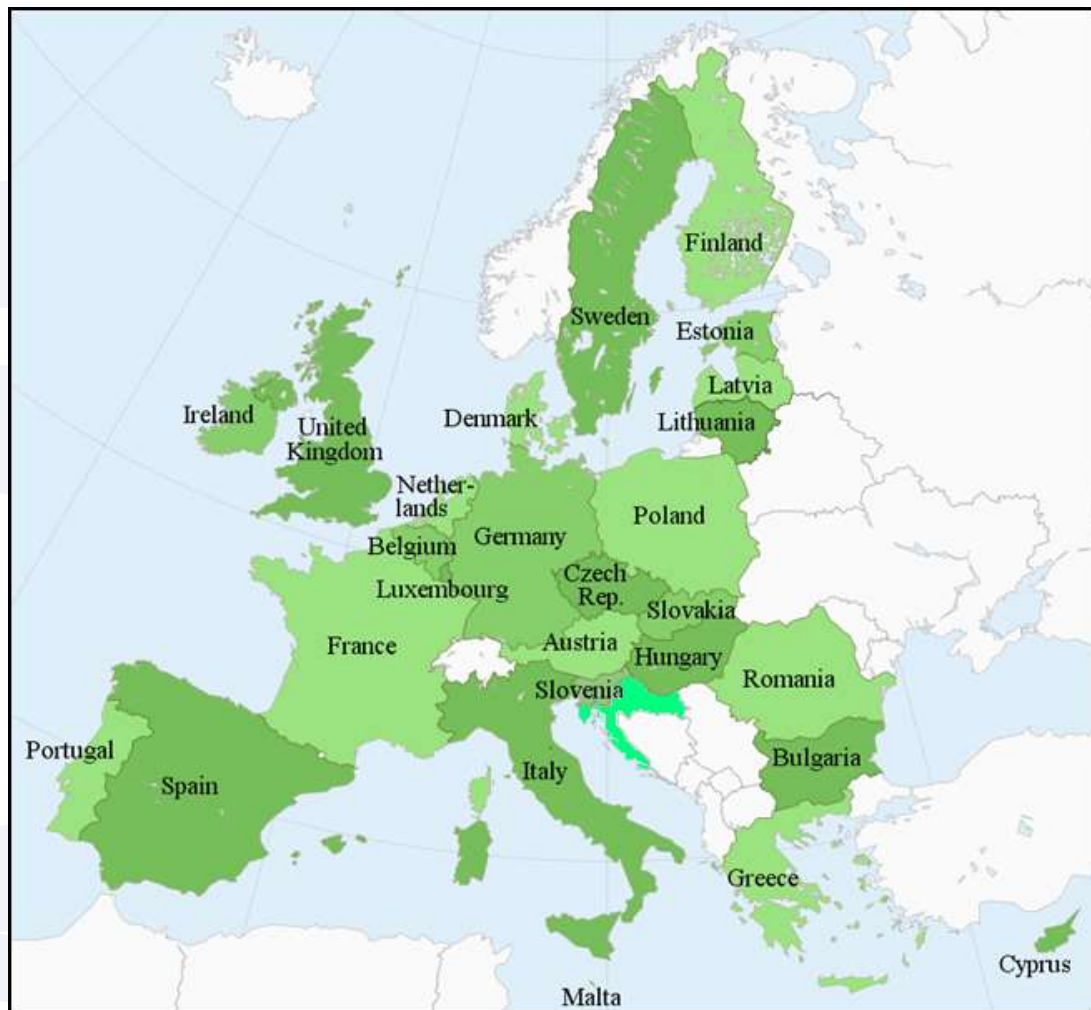 Finland
Sweden
Estonia
Latvia
Lithuania
Denmark
Ireland
United
Kingdom
Nether-
lands
Belgium
Luxembourg
Germany
Poland
Czech
Rep.
Slovakia
Austria
Hungary
France
Slovenia
Romania
Portugal
Spain
Italy
Bulgaria
Greece
Cyprus
Malta